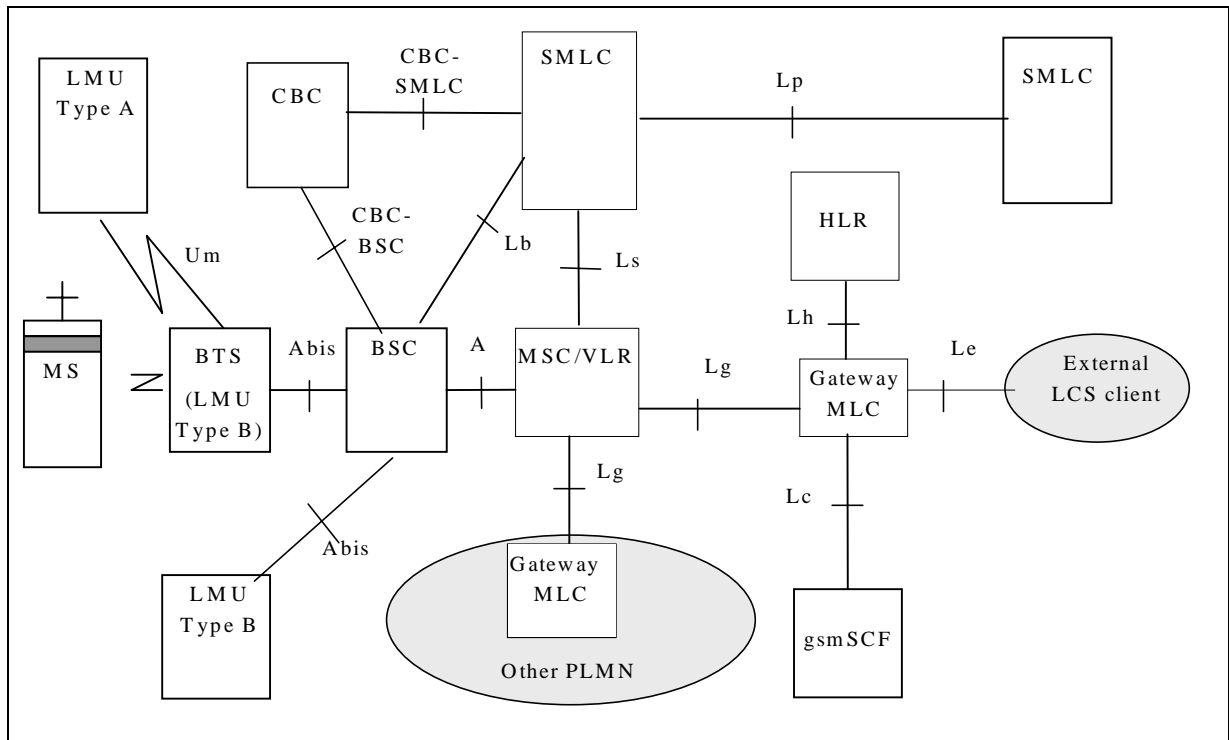 LMU
Type A
CBC
CBC-
SMLC
SMLC
Lp
SMLC
HLR
Um
CBC-
BSC
Lb
Ls
Lh
MS
BTS
(LMU
Type B)
Abis
BSC
A
MSC/VLR
Lg
Gateway
MLC
Le
External
LCS client
Lg
Lc
Abis
LMU
Type B
Gateway
MLC
Other PLMN
gsmSCF